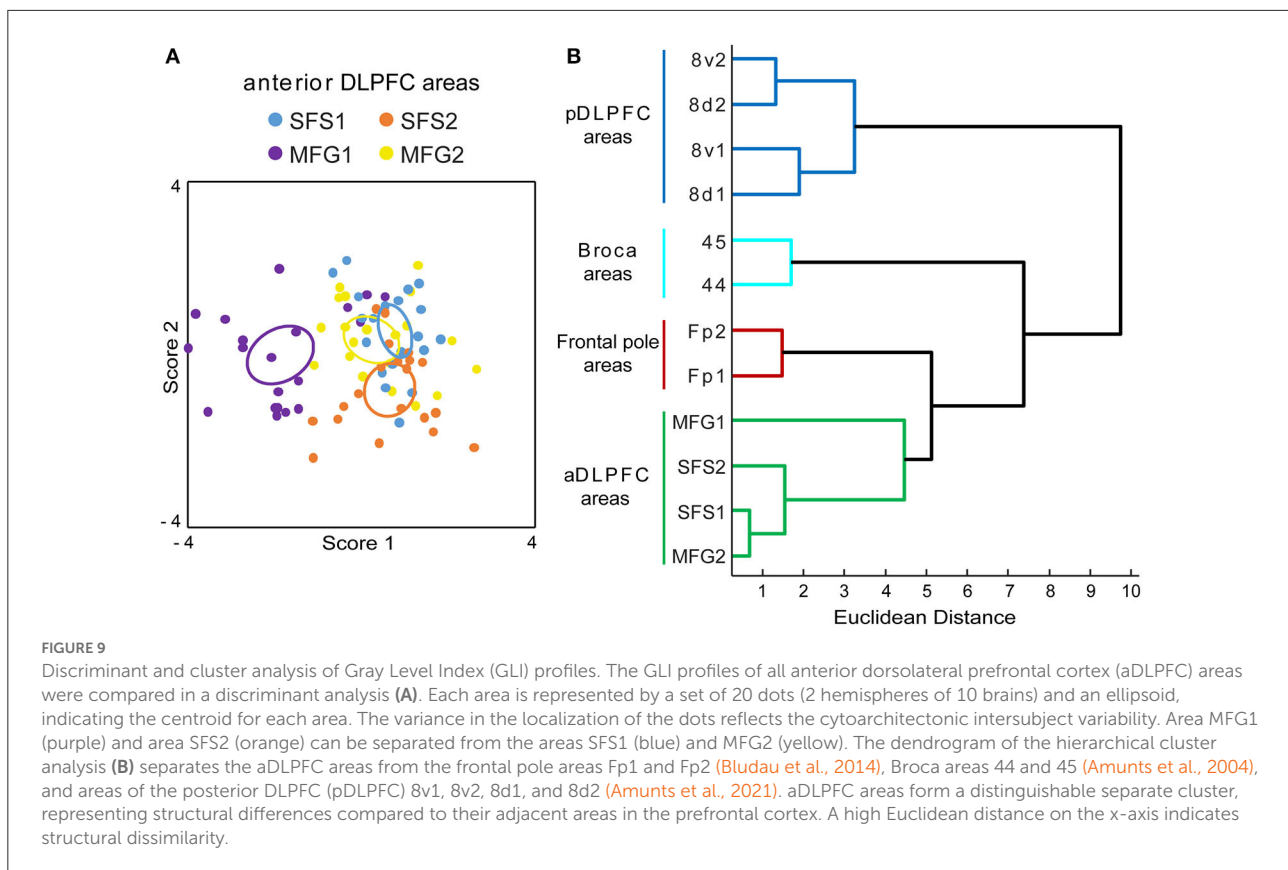 A
anterior DLPFC areas
SFS1 SFS2
MFG1 MFG2
4
Score 2
- 4
- 4 Score 1 4
B
pDLPFC
areas
8v2
8d2
8v1
8d1
Broca
areas
45
44
Frontal pole
areas
Fp2
Fp1
aDLPFC
areas
MFG1
SFS2
SFS1
MFG2
1 2 3 4 5 6 7 8 9 10
Euclidean Distance
FIGURE 9
Discriminant and cluster analysis of Gray Level Index (GLI) profiles. The GLI profiles of all anterior dorsolateral prefrontal cortex (aDLPFC) areas
were compared in a discriminant analysis (A). Each area is represented by a set of 20 dots (2 hemispheres of 10 brains) and an ellipsoid,
indicating the centroid for each area. The variance in the localization of the dots reflects the cytoarchitectonic intersubject variability. Area MFG1
(purple) and area SFS2 (orange) can be separated from the areas SFS1 (blue) and MFG2 (yellow). The dendrogram of the hierarchical cluster
analysis (B) separates the aDLPFC areas from the frontal pole areas Fp1 and Fp2 (Bludau et al., 2014), Broca areas 44 and 45 (Amunts et al., 2004),
and areas of the posterior DLPFC (pDLPFC) 8v1, 8v2, 8d1, and 8d2 (Amunts et al., 2021). aDLPFC areas form a distinguishable separate cluster,
representing structural differences compared to their adjacent areas in the prefrontal cortex. A high Euclidean distance on the x-axis indicates
structural dissimilarity.